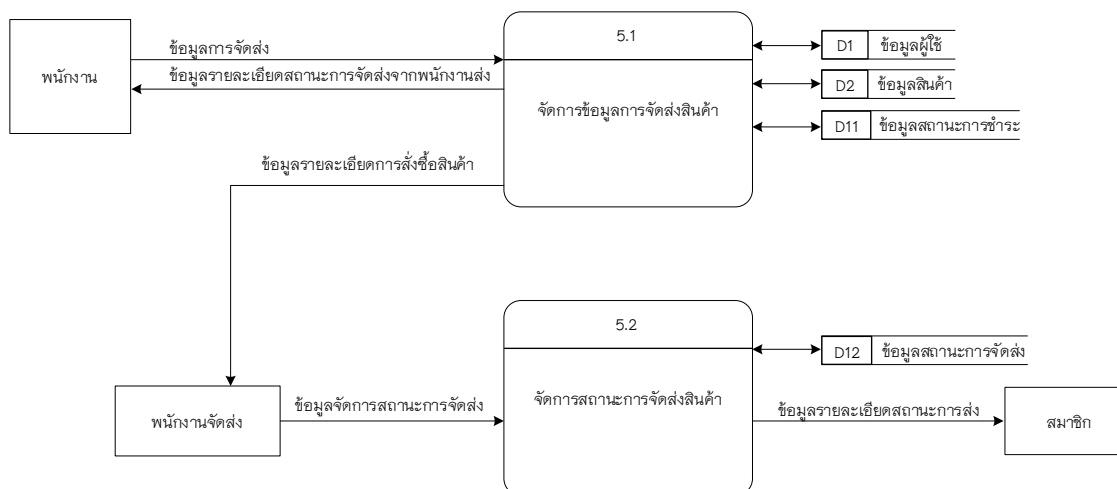 5.1
D1 ข้อมูลผู้ใช้
ข้อมูลการจัดส่ง
พนักงาน
ข้อมูลรายละเอียดสถานะการจัดส่งจากพนักงานส่ง
D2 ข้อมูลสินค้า
จัดการข้อมูลการจัดส่งสินค้า
D11 ข้อมูลสถานะการชำระ
ข้อมูลรายละเอียดการสั่งซื้อสินค้า
5.2
D12 ข้อมูลสถานะการจัดส่ง
พนักงานจัดส่ง
ข้อมูลจัดการสถานะการจัดส่ง
จัดการสถานะการจัดส่งสินค้า
ข้อมูลรายละเอียดสถานะการส่ง
สมาชิก